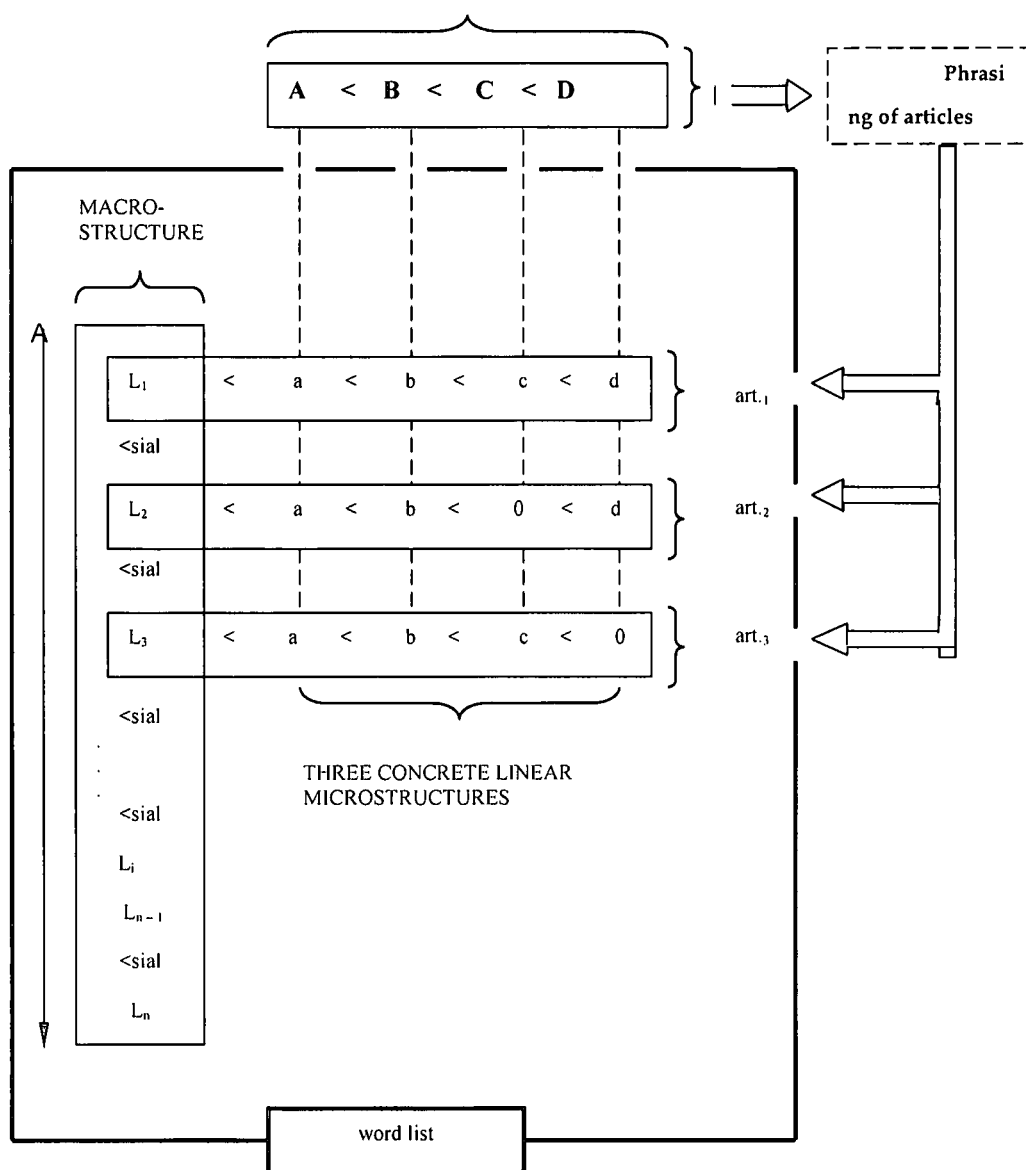 A < B < C < D
|
Phrasi
ng of articles
MACRO-
STRUCTURE
A
L₁ < a < b < c < d
art.₁
<sial
L₂ < a < b < 0 < d
art.₂
<sial
L₃ < a < b < c < 0
art.₃
<sial
.
.
.
THREE CONCRETE LINEAR
MICROSTRUCTURES
<sial
Lᵢ
Lₙ₋₁
<sial
Lₙ
word list